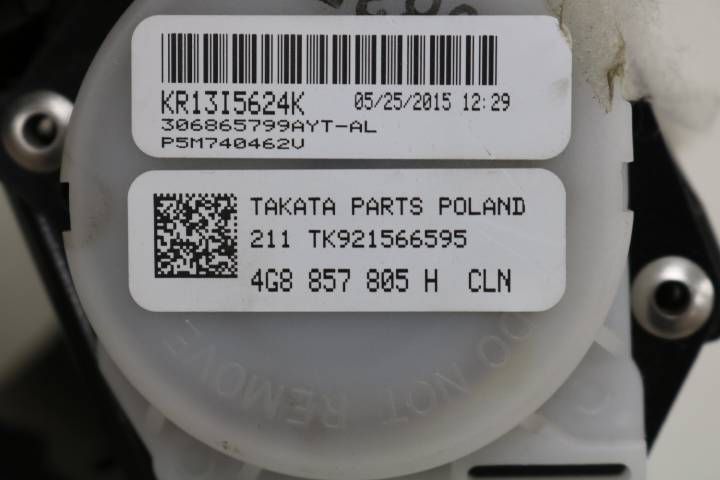 KR13I5624K 05/25/2015 12:29
306865799AYT-AL
P5M740462V
TAKATA PARTS POLAND
211 TK921566595
4G8 857 805 H CLN
DO NOT REMOVE